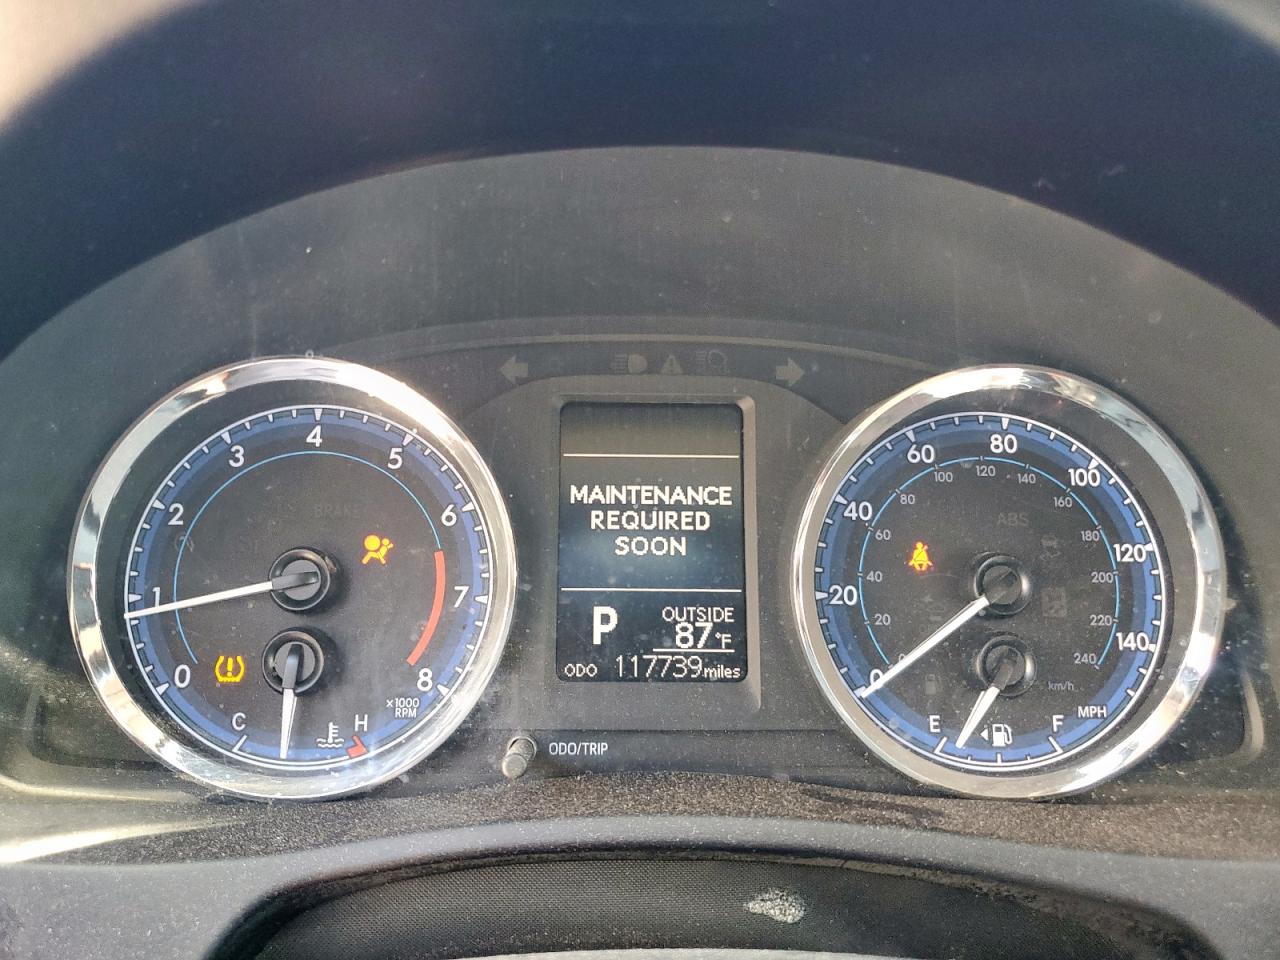 0
1
2
3
4
5
6
7
8
×1000
RPM
BRAKE
C
H
MAINTENANCE
REQUIRED
SOON
P
OUTSIDE
87°F
ODO 117739 miles
ODO/TRIP
0
20
40
60
80
100
120
140
MPH
0
20
40
60
80
100
120
140
160
180
200
220
240
km/h
ABS
E
F